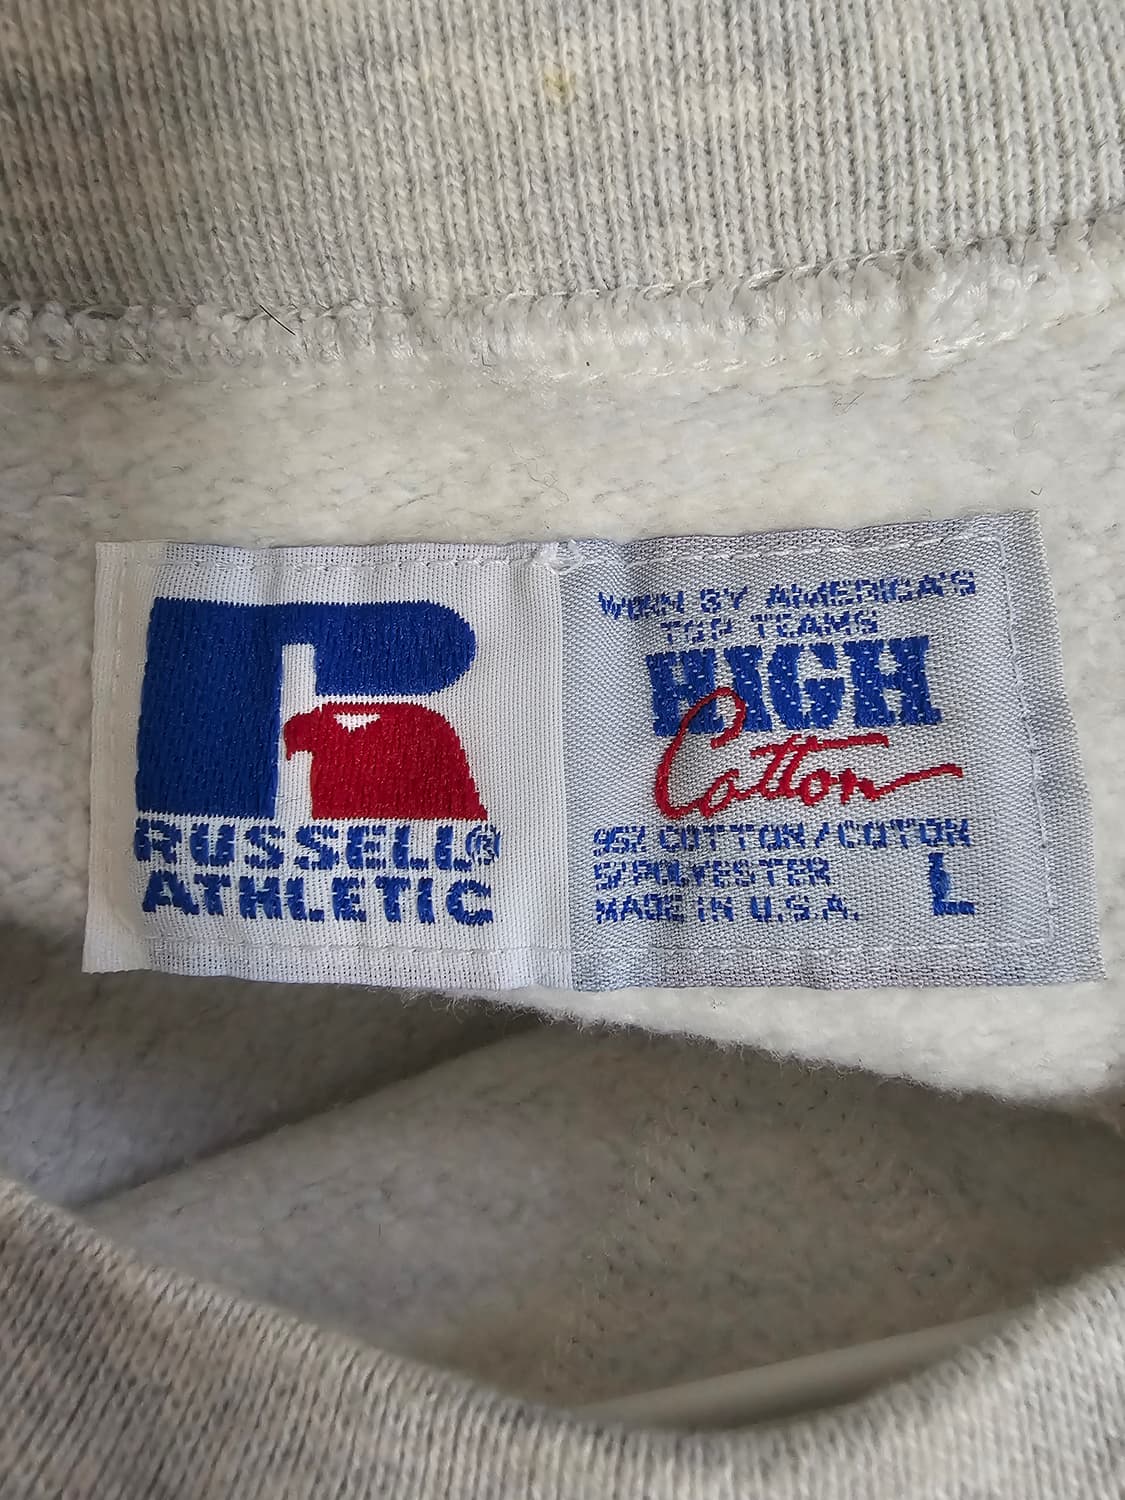 RUSSELL®
ATHLETIC
WORN BY AMERICA'S
TOP TEAMS
HIGH
Cotton
95% COTTON/COTON
5%POLYESTER
MADE IN U.S.A.
L